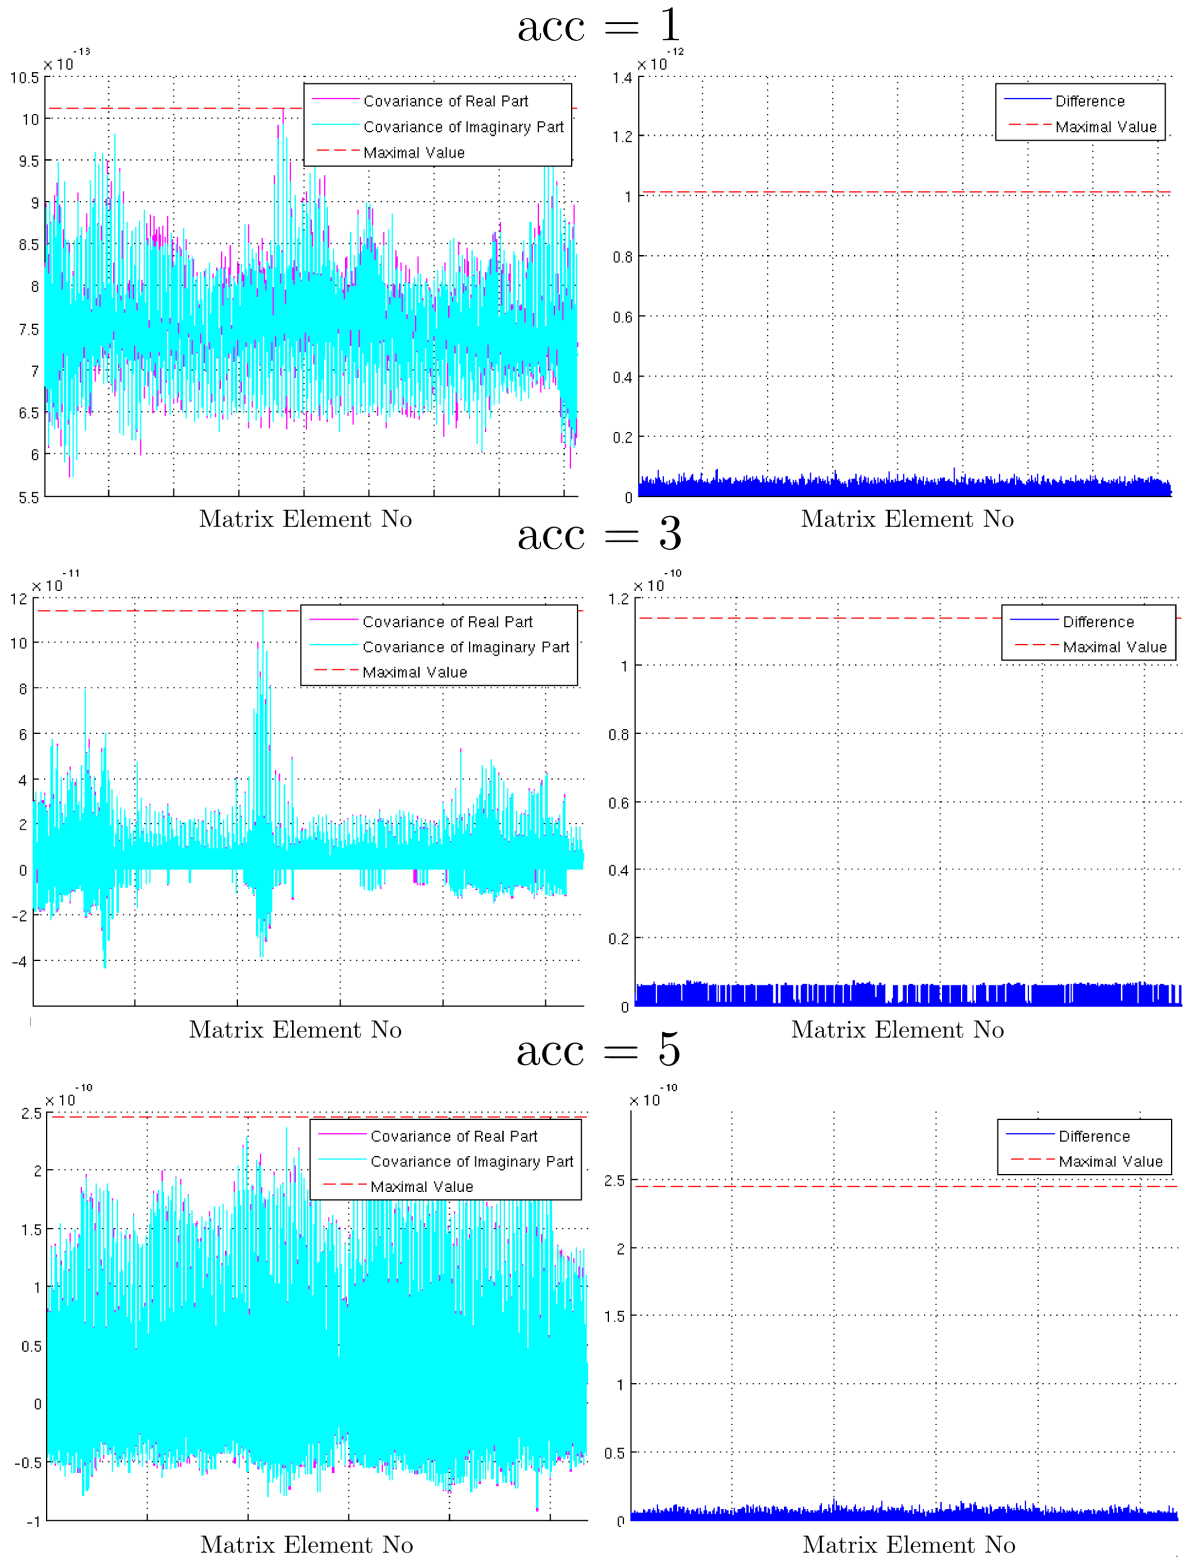 acc = 1
×10^-13
10.5
10
9.5
9
8.5
8
7.5
7
6.5
6
5.5
Covariance of Real Part
Covariance of Imaginary Part
Maximal Value
Matrix Element No
×10^-12
1.4
1.2
1
0.8
0.6
0.4
0.2
0
Difference
Maximal Value
Matrix Element No
acc = 3
×10^-11
12
10
8
6
4
2
0
-2
-4
Covariance of Real Part
Covariance of Imaginary Part
Maximal Value
Matrix Element No
×10^-10
1.2
1
0.8
0.6
0.4
0.2
0
Difference
Maximal Value
Matrix Element No
acc = 5
×10^-10
2.5
2
1.5
1
0.5
0
-0.5
-1
Covariance of Real Part
Covariance of Imaginary Part
Maximal Value
Matrix Element No
×10^-10
2.5
2
1.5
1
0.5
0
Difference
Maximal Value
Matrix Element No